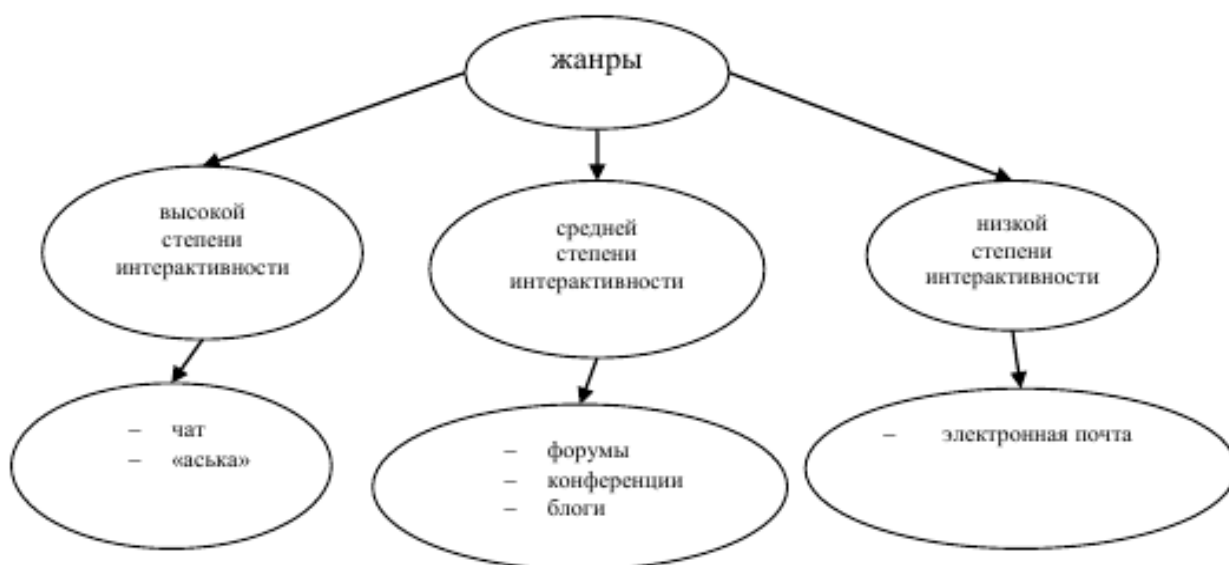 жанры
высокой
степени
интерактивности
средней
степени
интерактивности
низкой
степени
интерактивности
– чат
– «аська»
– форумы
– конференции
– блоги
– электронная почта